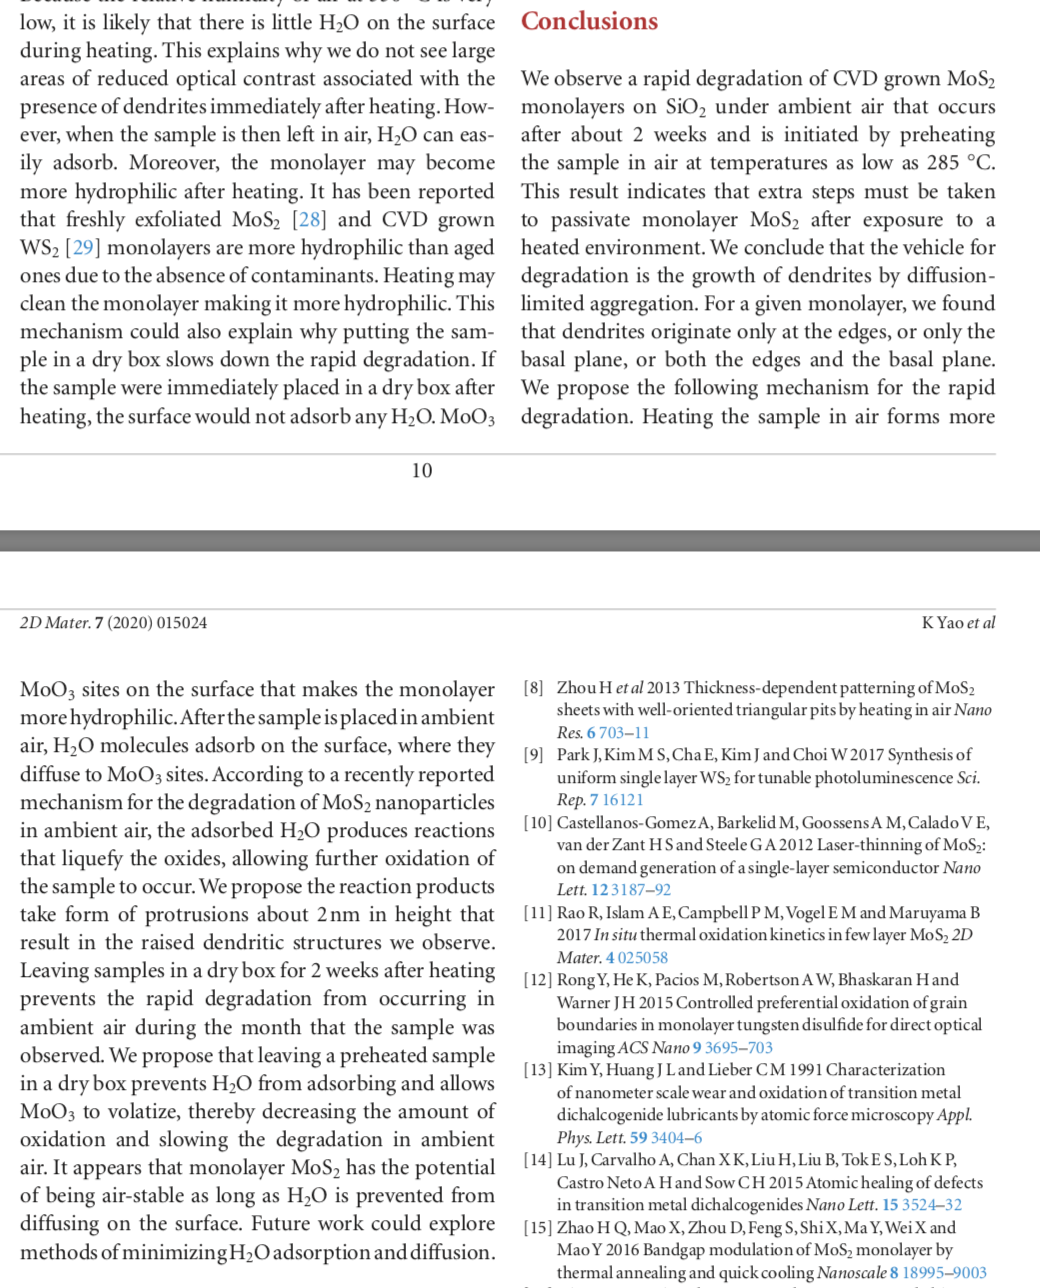 low, it is likely that there is little H₂O on the surface
during heating. This explains why we do not see large
areas of reduced optical contrast associated with the
presence of dendrites immediately after heating. How-
ever, when the sample is then left in air, H₂O can eas-
ily adsorb. Moreover, the monolayer may become
more hydrophilic after heating. It has been reported
that freshly exfoliated MoS₂ [28] and CVD grown
WS₂ [29] monolayers are more hydrophilic than aged
ones due to the absence of contaminants. Heating may
clean the monolayer making it more hydrophilic. This
mechanism could also explain why putting the sam-
ple in a dry box slows down the rapid degradation. If
the sample were immediately placed in a dry box after
heating, the surface would not adsorb any H₂O. MoO₃
Conclusions
We observe a rapid degradation of CVD grown MoS₂
monolayers on SiO₂ under ambient air that occurs
after about 2 weeks and is initiated by preheating
the sample in air at temperatures as low as 285 °C.
This result indicates that extra steps must be taken
to passivate monolayer MoS₂ after exposure to a
heated environment. We conclude that the vehicle for
degradation is the growth of dendrites by diffusion-
limited aggregation. For a given monolayer, we found
that dendrites originate only at the edges, or only the
basal plane, or both the edges and the basal plane.
We propose the following mechanism for the rapid
degradation. Heating the sample in air forms more
10
2D Mater. 7 (2020) 015024
K Yao et al
MoO₃ sites on the surface that makes the monolayer
more hydrophilic. After the sample is placed in ambient
air, H₂O molecules adsorb on the surface, where they
diffuse to MoO₃ sites. According to a recently reported
mechanism for the degradation of MoS₂ nanoparticles
in ambient air, the adsorbed H₂O produces reactions
that liquefy the oxides, allowing further oxidation of
the sample to occur. We propose the reaction products
take form of protrusions about 2 nm in height that
result in the raised dendritic structures we observe.
Leaving samples in a dry box for 2 weeks after heating
prevents the rapid degradation from occurring in
ambient air during the month that the sample was
observed. We propose that leaving a preheated sample
in a dry box prevents H₂O from adsorbing and allows
MoO₃ to volatize, thereby decreasing the amount of
oxidation and slowing the degradation in ambient
air. It appears that monolayer MoS₂ has the potential
of being air-stable as long as H₂O is prevented from
diffusing on the surface. Future work could explore
methods of minimizing H₂O adsorption and diffusion.
[8] Zhou H et al 2013 Thickness-dependent patterning of MoS₂
sheets with well-oriented triangular pits by heating in air Nano
Res. 6 703–11
[9] Park J, Kim M S, Cha E, Kim J and Choi W 2017 Synthesis of
uniform single layer WS₂ for tunable photoluminescence Sci.
Rep. 7 16121
[10] Castellanos-Gomez A, Barkelid M, Goossens A M, Calado V E,
van der Zant H S and Steele G A 2012 Laser-thinning of MoS₂:
on demand generation of a single-layer semiconductor Nano
Lett. 12 3187–92
[11] Rao R, Islam A E, Campbell P M, Vogel E M and Maruyama B
2017 In situ thermal oxidation kinetics in few layer MoS₂ 2D
Mater. 4 025058
[12] Rong Y, He K, Pacios M, Robertson A W, Bhaskaran H and
Warner J H 2015 Controlled preferential oxidation of grain
boundaries in monolayer tungsten disulfide for direct optical
imaging ACS Nano 9 3695–703
[13] Kim Y, Huang J L and Lieber C M 1991 Characterization
of nanometer scale wear and oxidation of transition metal
dichalcogenide lubricants by atomic force microscopy Appl.
Phys. Lett. 59 3404–6
[14] Lu J, Carvalho A, Chan X K, Liu H, Liu B, Tok E S, Loh K P,
Castro Neto A H and Sow C H 2015 Atomic healing of defects
in transition metal dichalcogenides Nano Lett. 15 3524–32
[15] Zhao H Q, Mao X, Zhou D, Feng S, Shi X, Ma Y, Wei X and
Mao Y 2016 Bandgap modulation of MoS₂ monolayer by
thermal annealing and quick cooling Nanoscale 8 18995–9003